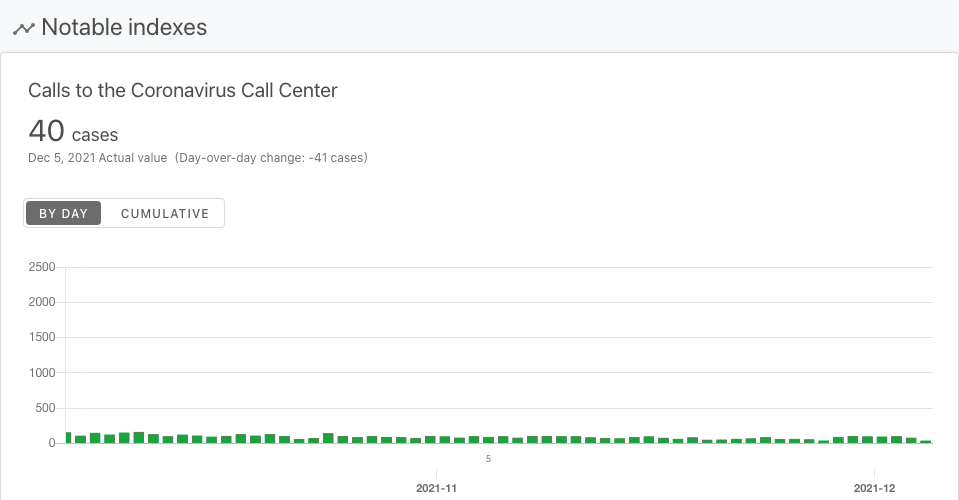 Notable indexes
Calls to the Coronavirus Call Center
40 cases
Dec 5, 2021 Actual value (Day-over-day change: -41 cases)
BY DAY CUMULATIVE
2500
2000
1500
1000
500
0
5
2021-11 2021-12